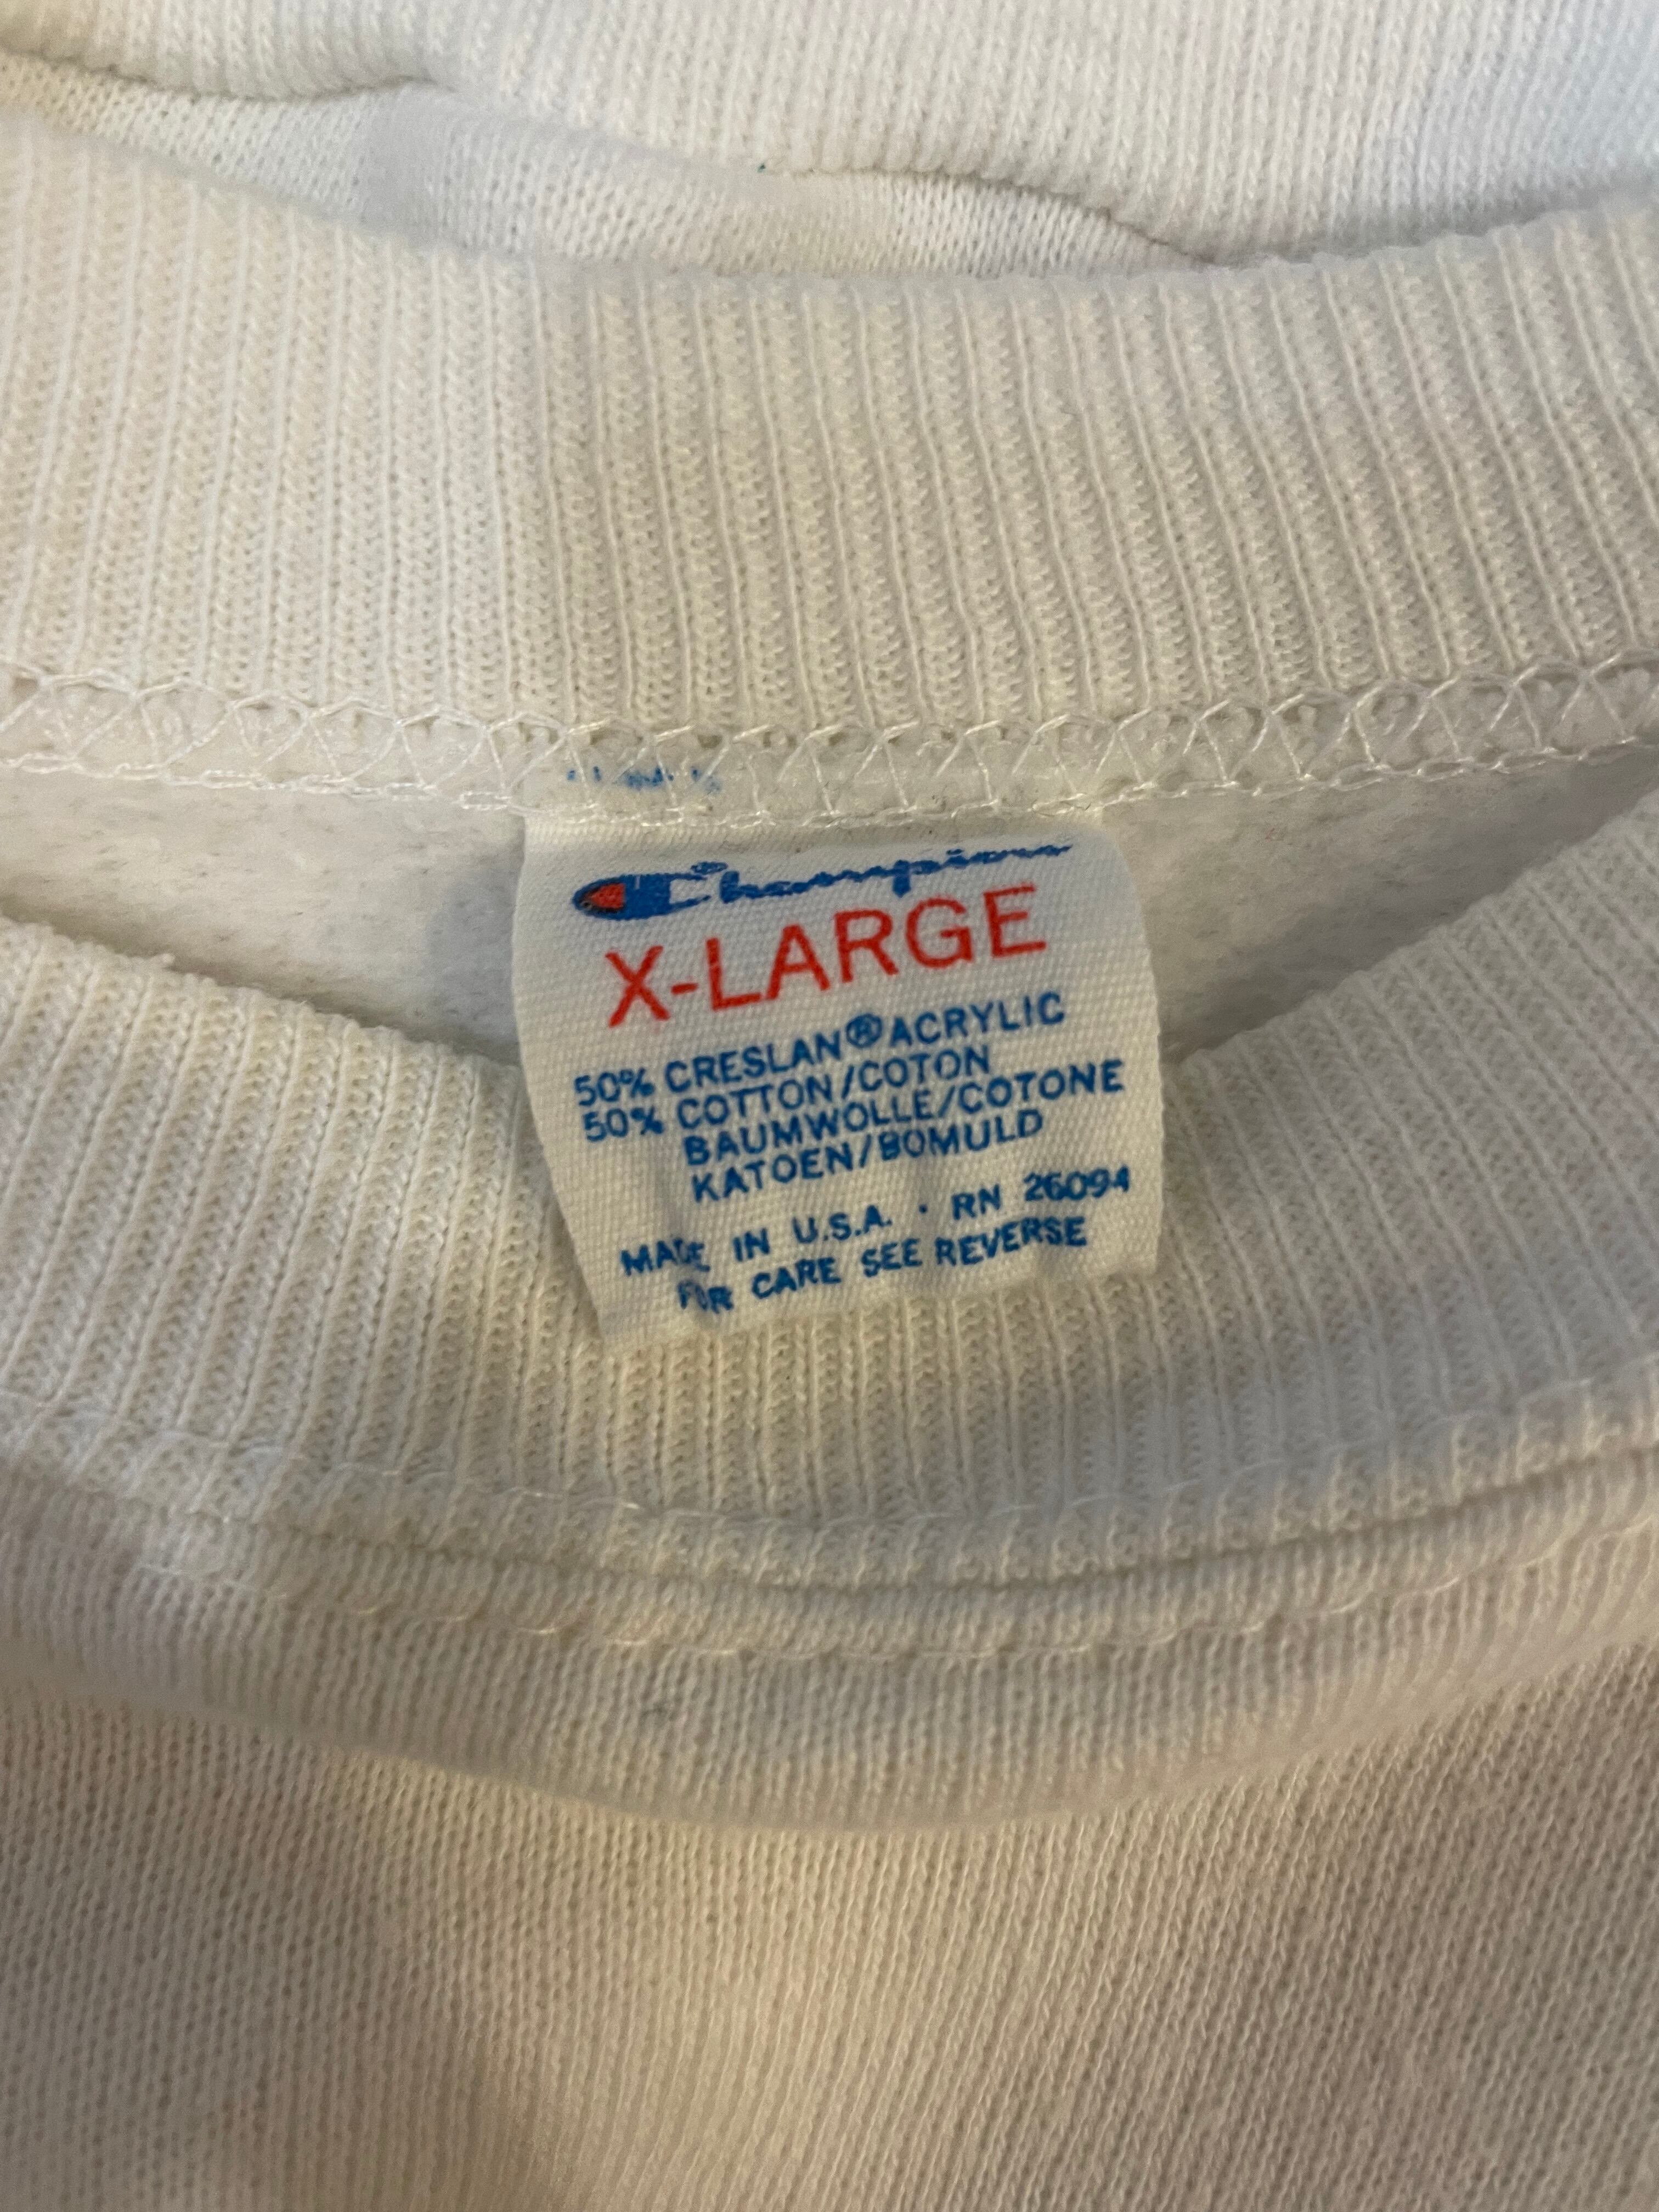 Champion
X-LARGE
50% CRESLAN® ACRYLIC
50% COTTON/COTON
BAUMWOLLE/COTONE
KATOEN/BOMULD
MADE IN U.S.A. · RN 26094
FOR CARE SEE REVERSE